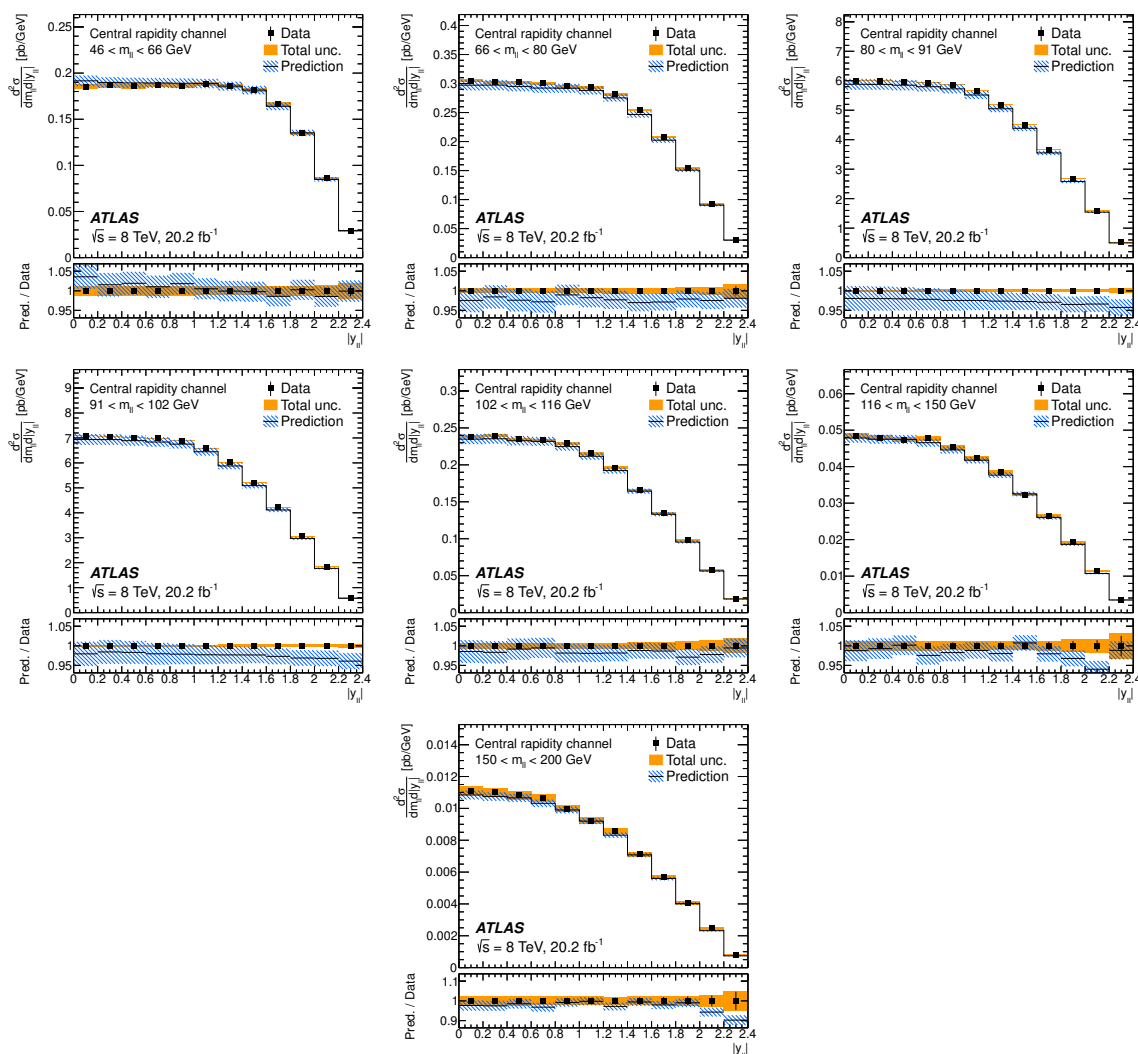 d²σ/dm_ll d|y_ll| [pb/GeV]
Central rapidity channel
46 < m_ll < 66 GeV
Data
Total unc.
Prediction
0.25
0.2
0.15
0.1
0.05
0
ATLAS
√s = 8 TeV, 20.2 fb⁻¹
Pred. / Data
1.05
1
0.95
0 0.2 0.4 0.6 0.8 1 1.2 1.4 1.6 1.8 2 2.2 2.4
|y_ll|
d²σ/dm_ll d|y_ll| [pb/GeV]
Central rapidity channel
66 < m_ll < 80 GeV
Data
Total unc.
Prediction
0.4
0.35
0.3
0.25
0.2
0.15
0.1
0.05
0
ATLAS
√s = 8 TeV, 20.2 fb⁻¹
Pred. / Data
1.05
1
0.95
0 0.2 0.4 0.6 0.8 1 1.2 1.4 1.6 1.8 2 2.2 2.4
|y_ll|
d²σ/dm_ll d|y_ll| [pb/GeV]
Central rapidity channel
80 < m_ll < 91 GeV
Data
Total unc.
Prediction
8
7
6
5
4
3
2
1
0
ATLAS
√s = 8 TeV, 20.2 fb⁻¹
Pred. / Data
1.05
1
0.95
0 0.2 0.4 0.6 0.8 1 1.2 1.4 1.6 1.8 2 2.2 2.4
|y_ll|
d²σ/dm_ll d|y_ll| [pb/GeV]
Central rapidity channel
91 < m_ll < 102 GeV
Data
Total unc.
Prediction
9
8
7
6
5
4
3
2
1
0
ATLAS
√s = 8 TeV, 20.2 fb⁻¹
Pred. / Data
1.05
1
0.95
0 0.2 0.4 0.6 0.8 1 1.2 1.4 1.6 1.8 2 2.2 2.4
|y_ll|
d²σ/dm_ll d|y_ll| [pb/GeV]
Central rapidity channel
102 < m_ll < 116 GeV
Data
Total unc.
Prediction
0.3
0.25
0.2
0.15
0.1
0.05
0
ATLAS
√s = 8 TeV, 20.2 fb⁻¹
Pred. / Data
1.05
1
0.95
0 0.2 0.4 0.6 0.8 1 1.2 1.4 1.6 1.8 2 2.2 2.4
|y_ll|
d²σ/dm_ll d|y_ll| [pb/GeV]
Central rapidity channel
116 < m_ll < 150 GeV
Data
Total unc.
Prediction
0.06
0.05
0.04
0.03
0.02
0.01
0
ATLAS
√s = 8 TeV, 20.2 fb⁻¹
Pred. / Data
1.05
1
0.95
0 0.2 0.4 0.6 0.8 1 1.2 1.4 1.6 1.8 2 2.2 2.4
|y_ll|
d²σ/dm_ll d|y_ll| [pb/GeV]
Central rapidity channel
150 < m_ll < 200 GeV
Data
Total unc.
Prediction
0.014
0.012
0.01
0.008
0.006
0.004
0.002
0
ATLAS
√s = 8 TeV, 20.2 fb⁻¹
Pred. / Data
1.1
1
0.9
0 0.2 0.4 0.6 0.8 1 1.2 1.4 1.6 1.8 2 2.2 2.4
|y_ll|